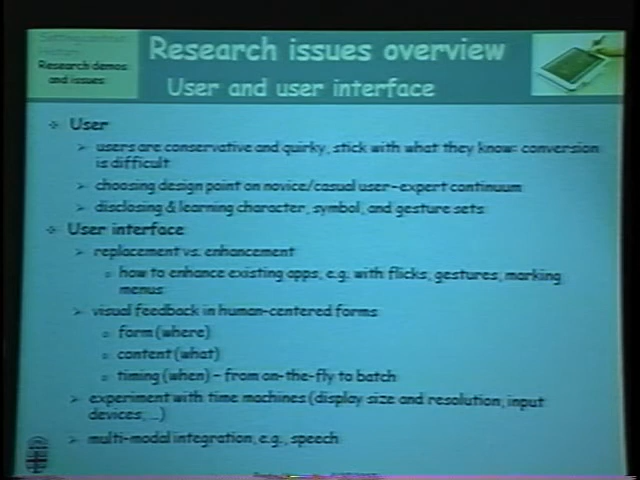 Setting context
History
Research demos
and issues
Research issues overview
User and user interface
User
users are conservative and quirky, stick with what they know: conversion
is difficult
choosing design point on novice/casual user-expert continuum
disclosing & learning character, symbol, and gesture sets
User interface
replacement vs. enhancement
how to enhance existing apps, e.g. with flicks, gestures, marking
menus
visual feedback in human-centered forms
form (where)
content (what)
timing (when) – from on-the-fly to batch
experiment with time machines (display size and resolution, input
devices, ...)
multi-modal integration, e.g., speech